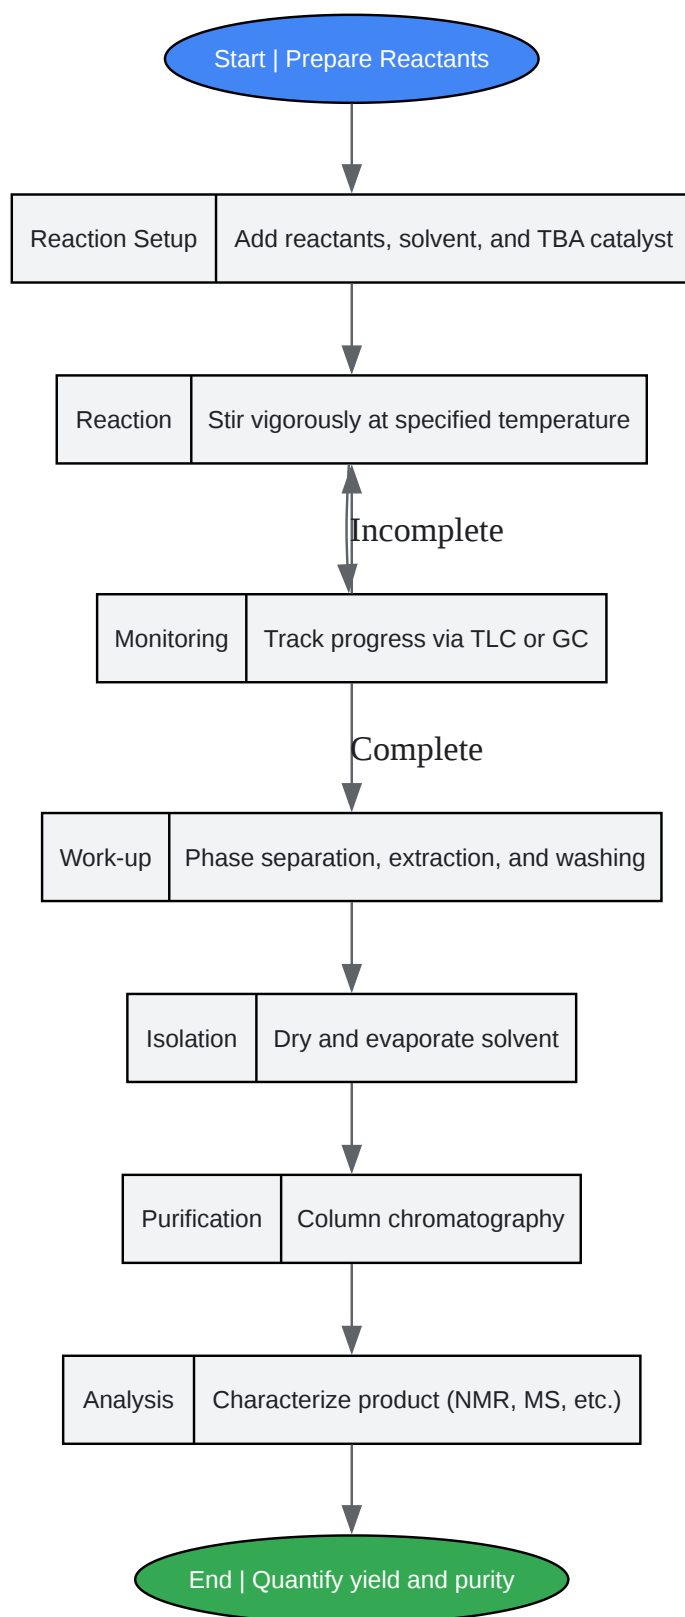 Start | Prepare Reactants
Reaction Setup
Add reactants, solvent, and TBA catalyst
Reaction
Stir vigorously at specified temperature
Incomplete
Monitoring
Track progress via TLC or GC
Complete
Work-up
Phase separation, extraction, and washing
Isolation
Dry and evaporate solvent
Purification
Column chromatography
Analysis
Characterize product (NMR, MS, etc.)
End | Quantify yield and purity